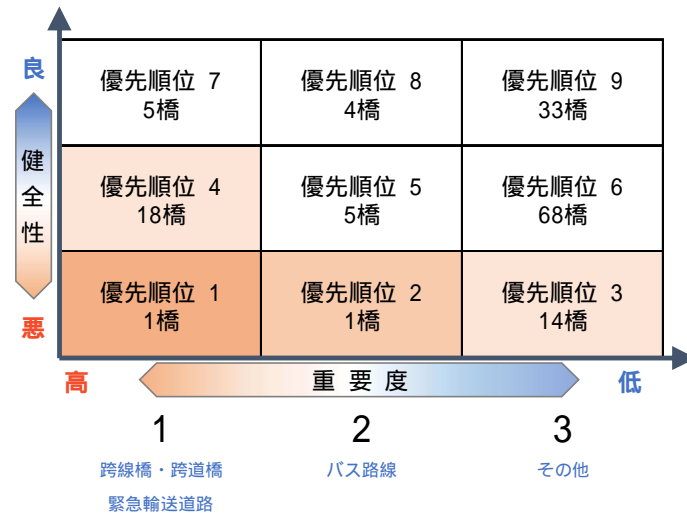 良
優先順位 7
5橋
優先順位 8
4橋
優先順位 9
33橋
健全性
優先順位 4
18橋
優先順位 5
5橋
優先順位 6
68橋
優先順位 1
1橋
優先順位 2
1橋
優先順位 3
14橋
悪
高
重要度
低
1
2
3
跨線橋・跨道橋
緊急輸送道路
バス路線
その他